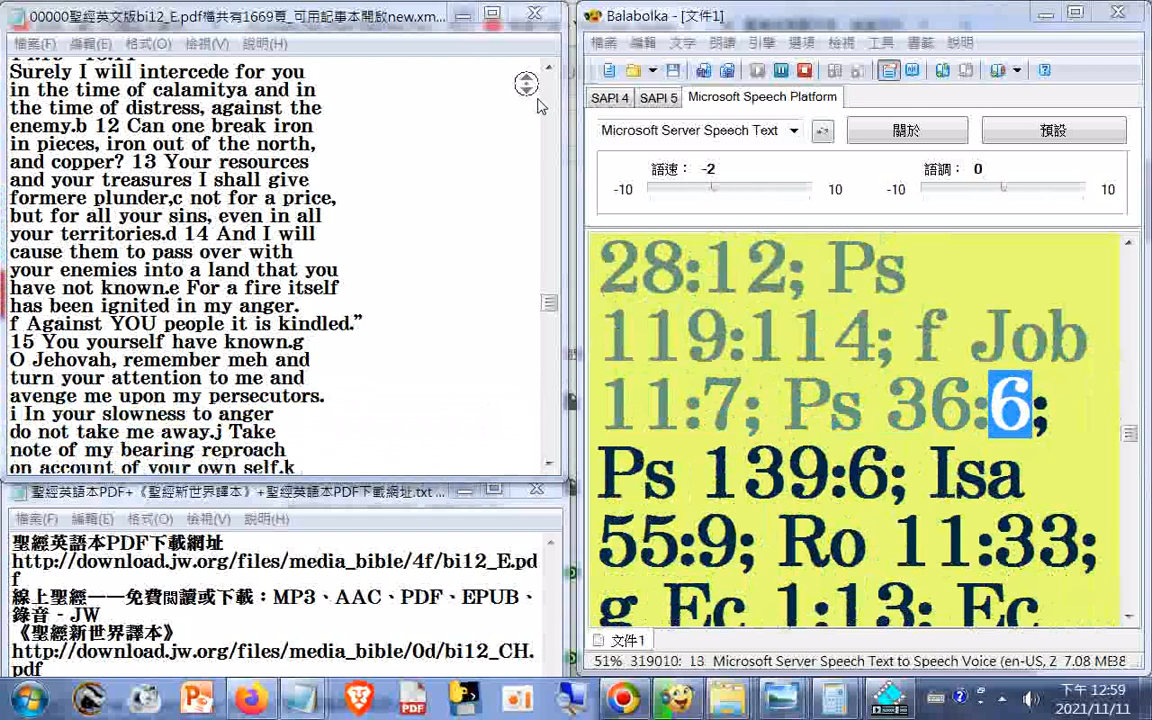 00000聖經英文版bi12_E.pdf檔共有1669頁_可用記事本開啟new.xm...
檔案(F) 編輯(E) 格式(O) 檢視(V) 說明(H)
Surely I will intercede for you
in the time of calamitya and in
the time of distress, against the
enemy.b 12 Can one break iron
in pieces, iron out of the north,
and copper? 13 Your resources
and your treasures I shall give
formere plunder,c not for a price,
but for all your sins, even in all
your territories.d 14 And I will
cause them to pass over with
your enemies into a land that you
have not known.e For a fire itself
has been ignited in my anger.
f Against YOU people it is kindled.”
15 You yourself have known.g
O Jehovah, remember meh and
turn your attention to me and
avenge me upon my persecutors.
i In your slowness to anger
do not take me away.j Take
note of my bearing reproach
on account of your own self.k
聖經英語本PDF+《聖經新世界譯本》+聖經英語本PDF下載網址.txt ...
檔案(F) 編輯(E) 格式(O) 檢視(V) 說明(H)
聖經英語本PDF下載網址
http://download.jw.org/files/media_bible/4f/bi12_E.pd
f
線上聖經——免費閱讀或下載：MP3、AAC、PDF、EPUB、
錄音 - JW
《聖經新世界譯本》
http://download.jw.org/files/media_bible/0d/bi12_CH.
pdf
Balabolka - [文件1]
檔案 編輯 文字 朗讀 引擎 選項 檢視 工具 書籤 說明
SAPI 4 SAPI 5 Microsoft Speech Platform
Microsoft Server Speech Text 關於 預設
語速： -2 語調： 0
-10 10 -10 10
28:12; Ps
119:114; f Job
11:7; Ps 36:6;
Ps 139:6; Isa
55:9; Ro 11:33;
g Ec 1:13; Ec
文件1
51% 319010: 13 Microsoft Server Speech Text to Speech Voice (en-US, Z 7.08 MB
下午 12:59
2021/11/11